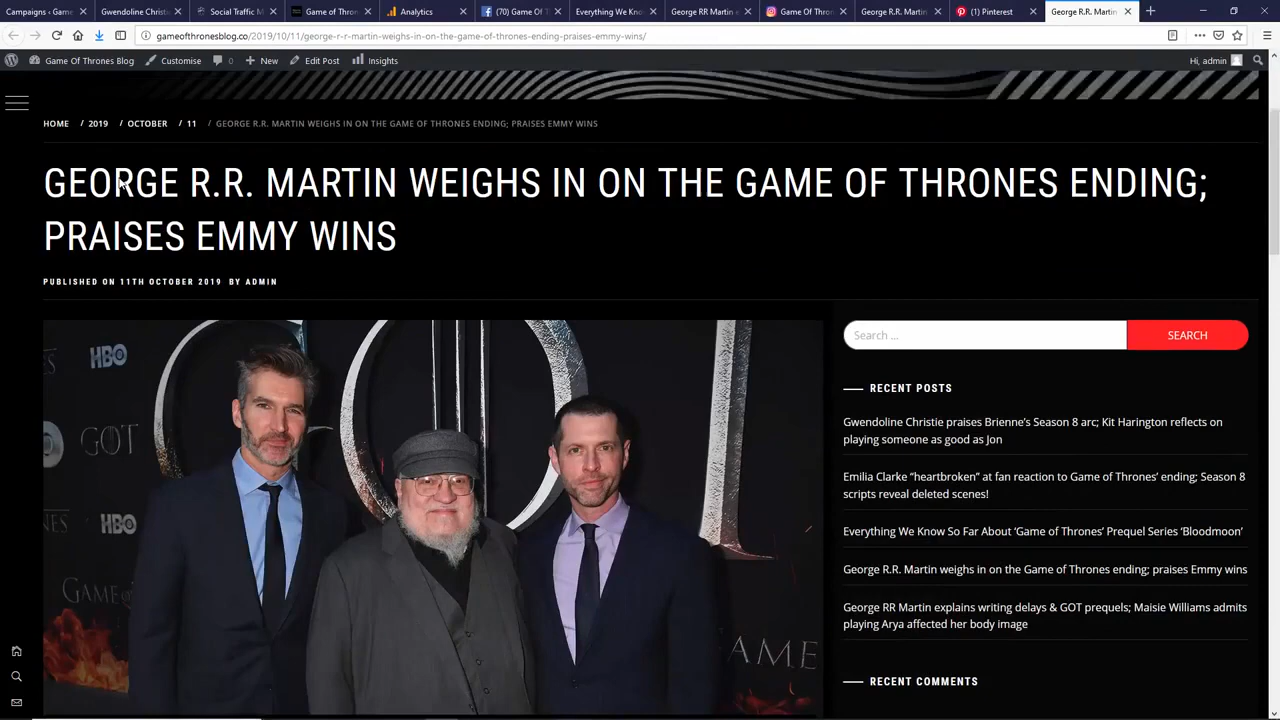 Campaigns ‹ Game
Gwendoline Christi
Social Traffic M
Game of Thron
Analytics
(70) Game Of T
Everything We Kno
George RR Martin e
Game Of Thron
George R.R. Martin
(1) Pinterest
George R.R. Martin
gameofthronesblog.co/2019/10/11/george-r-r-martin-weighs-in-on-the-game-of-thrones-ending-praises-emmy-wins/
Game Of Thrones Blog
Customise
0
New
Edit Post
Insights
Hi, admin
HOME / 2019 / OCTOBER / 11 / GEORGE R.R. MARTIN WEIGHS IN ON THE GAME OF THRONES ENDING; PRAISES EMMY WINS
GEORGE R.R. MARTIN WEIGHS IN ON THE GAME OF THRONES ENDING;
PRAISES EMMY WINS
PUBLISHED ON 11TH OCTOBER 2019 BY ADMIN
HBO
GOT
HBO
GAME
GAME
Search ...
SEARCH
RECENT POSTS
Gwendoline Christie praises Brienne's Season 8 arc; Kit Harington reflects on
playing someone as good as Jon
Emilia Clarke “heartbroken” at fan reaction to Game of Thrones’ ending; Season 8
scripts reveal deleted scenes!
Everything We Know So Far About ‘Game of Thrones’ Prequel Series ‘Bloodmoon’
George R.R. Martin weighs in on the Game of Thrones ending; praises Emmy wins
George RR Martin explains writing delays & GOT prequels; Maisie Williams admits
playing Arya affected her body image
RECENT COMMENTS